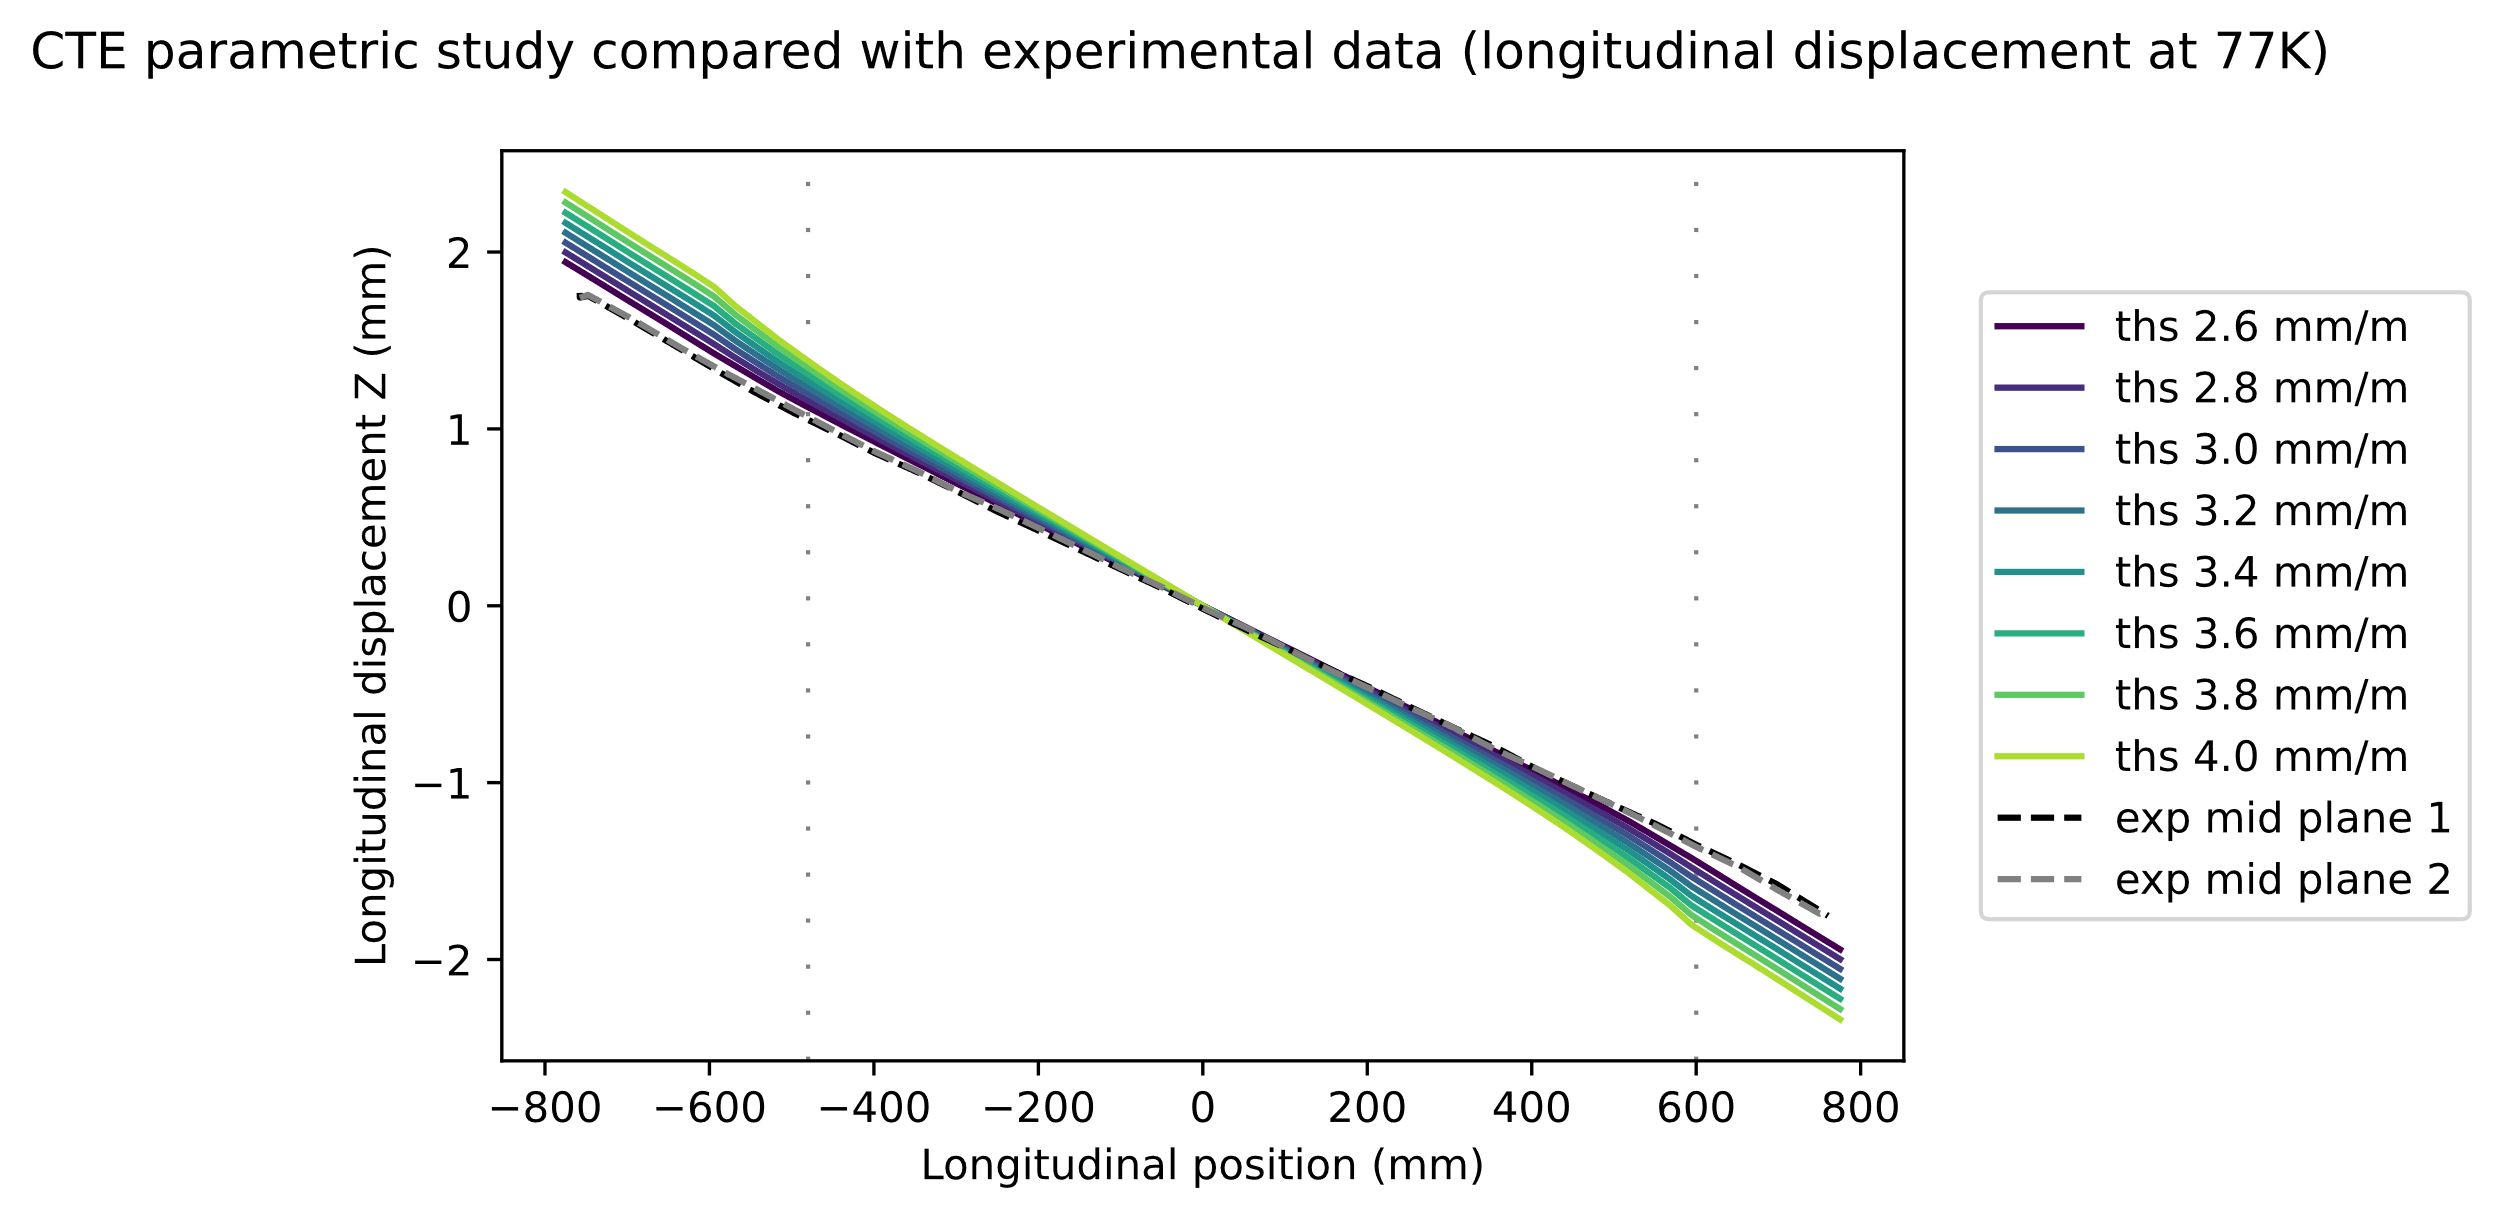 CTE parametric study compared with experimental data (longitudinal displacement at 77K)
Longitudinal displacement Z (mm)
2
1
0
−1
−2
−800 −600 −400 −200 0 200 400 600 800
Longitudinal position (mm)
ths 2.6 mm/m
ths 2.8 mm/m
ths 3.0 mm/m
ths 3.2 mm/m
ths 3.4 mm/m
ths 3.6 mm/m
ths 3.8 mm/m
ths 4.0 mm/m
exp mid plane 1
exp mid plane 2